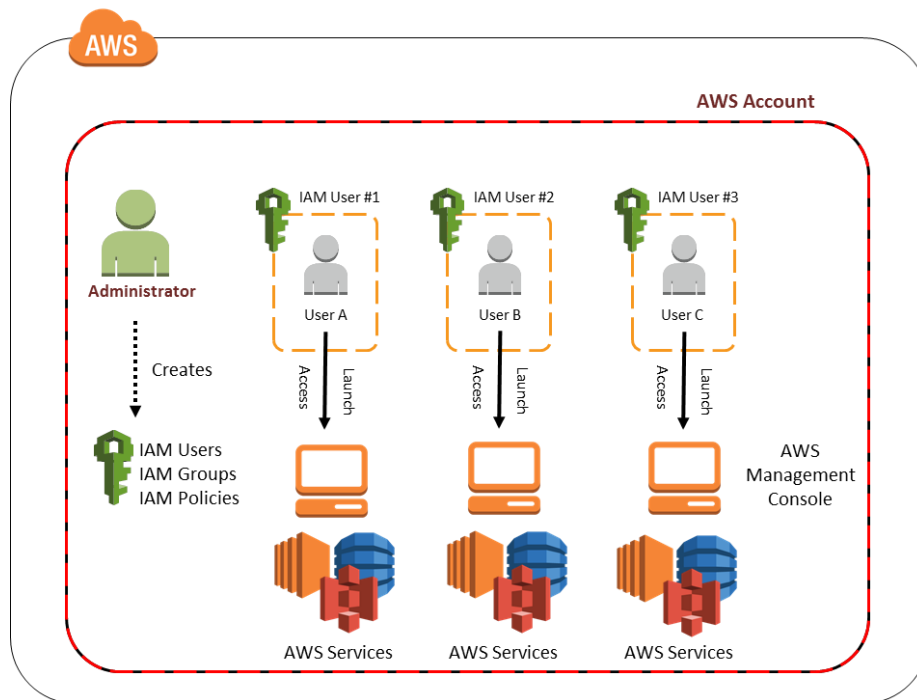 AWS
AWS Account
IAM User #1
IAM User #2
IAM User #3
Administrator
User A
User B
User C
Creates
Access
Launch
Access
Launch
Access
Launch
IAM Users
IAM Groups
IAM Policies
AWS
Management
Console
AWS Services
AWS Services
AWS Services